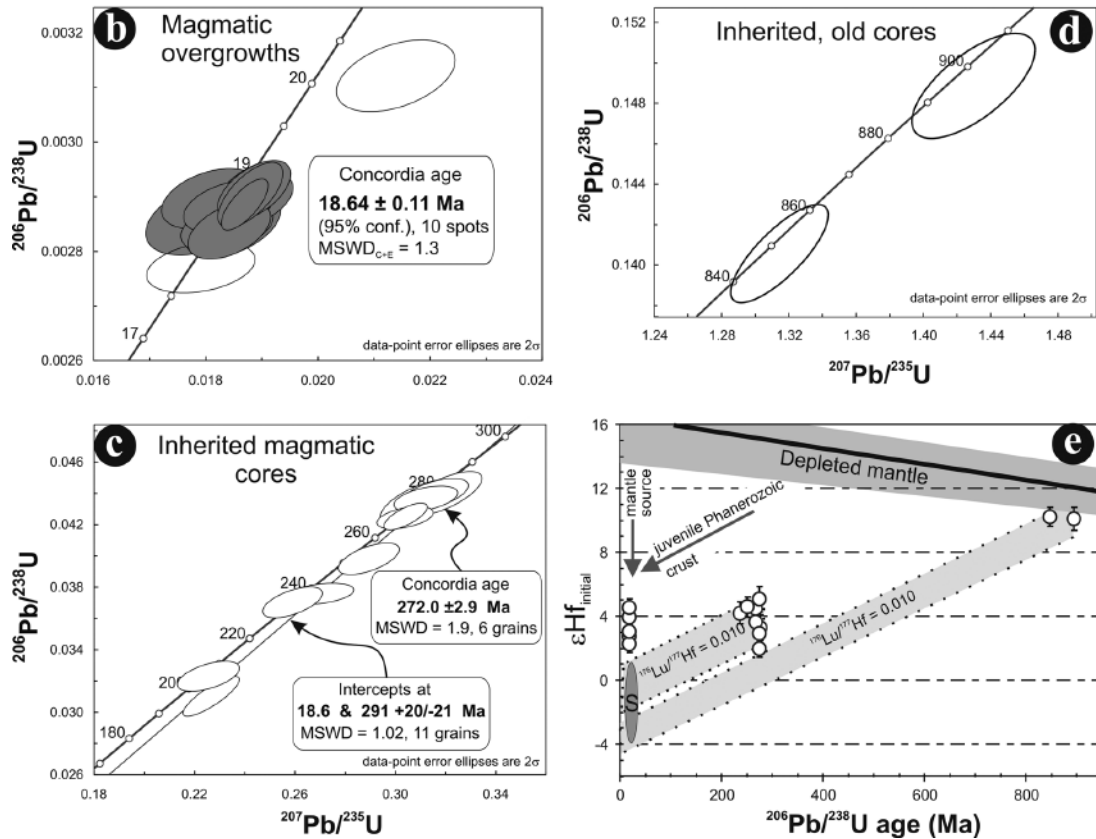 b
Magmatic
overgrowths
0.0032
0.0030
0.0028
0.0026
²⁰⁶Pb/²³⁸U
20
19
17
Concordia age
18.64 ± 0.11 Ma
(95% conf.), 10 spots
MSWD_C+E = 1.3
data-point error ellipses are 2σ
0.016
0.018
0.020
0.022
0.024
d
Inherited, old cores
0.152
0.148
0.144
0.140
²⁰⁶Pb/²³⁸U
900
880
860
840
data-point error ellipses are 2σ
1.24
1.28
1.32
1.36
1.40
1.44
1.48
²⁰⁷Pb/²³⁵U
c
Inherited magmatic
cores
0.046
0.042
0.038
0.034
0.030
0.026
²⁰⁶Pb/²³⁸U
300
280
260
240
220
200
180
Concordia age
272.0 ±2.9 Ma
MSWD = 1.9, 6 grains
Intercepts at
18.6 & 291 +20/-21 Ma
MSWD = 1.02, 11 grains
data-point error ellipses are 2σ
0.18
0.22
0.26
0.30
0.34
²⁰⁷Pb/²³⁵U
e
16
12
8
4
0
-4
εHf_initial
Depleted mantle
mantle
source
juvenile Phanerozoic
crust
¹⁷⁶Lu/¹⁷⁷Hf = 0.010
¹⁷⁶Lu/¹⁷⁷Hf = 0.010
S
0
200
400
600
800
²⁰⁶Pb/²³⁸U age (Ma)